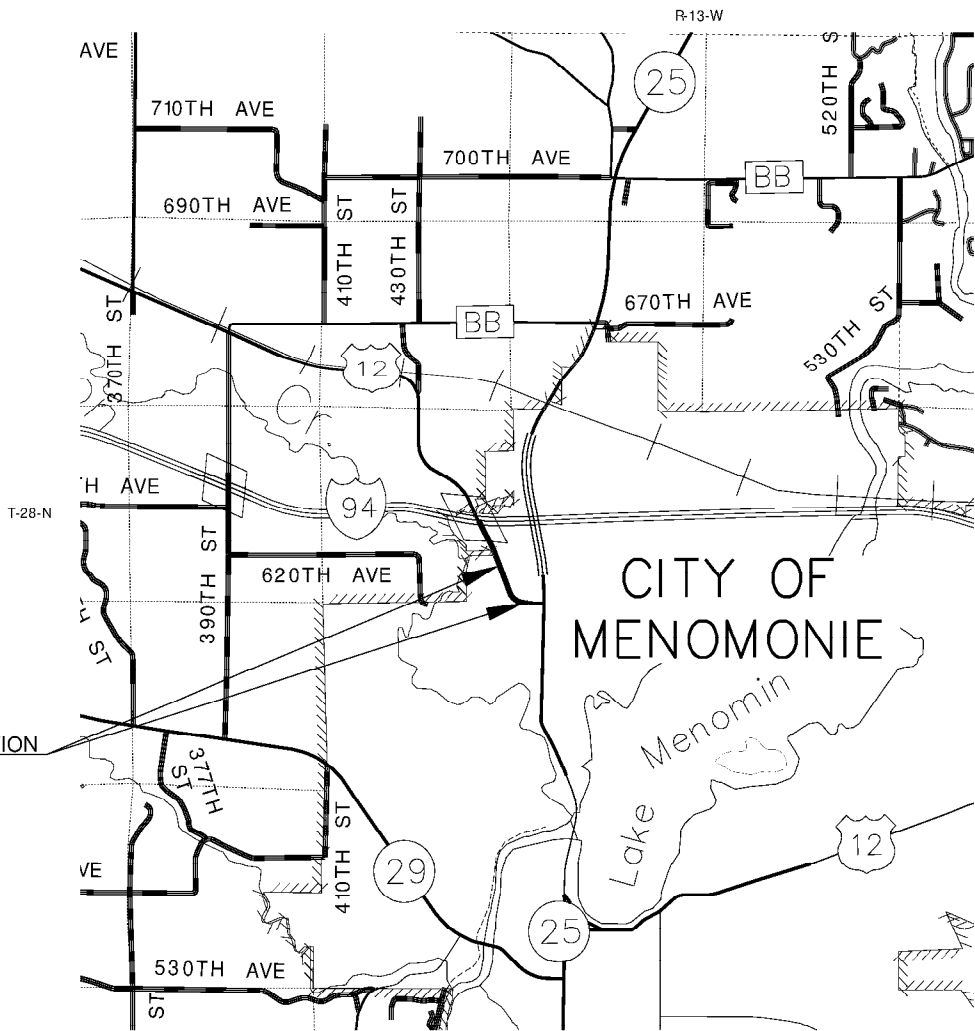 R-13-W
AVE
25
520TH S
710TH AVE
700TH AVE
BB
690TH AVE
410TH ST
430TH ST
370TH ST
670TH AVE
BB
12
530TH ST
T-28-N
TH AVE
94
390TH ST
620TH AVE
CITY OF
MENOMONIE
ST
Lake Menomin
ION
377TH
ST
410TH ST
12
VE
29
25
530TH AVE
ST